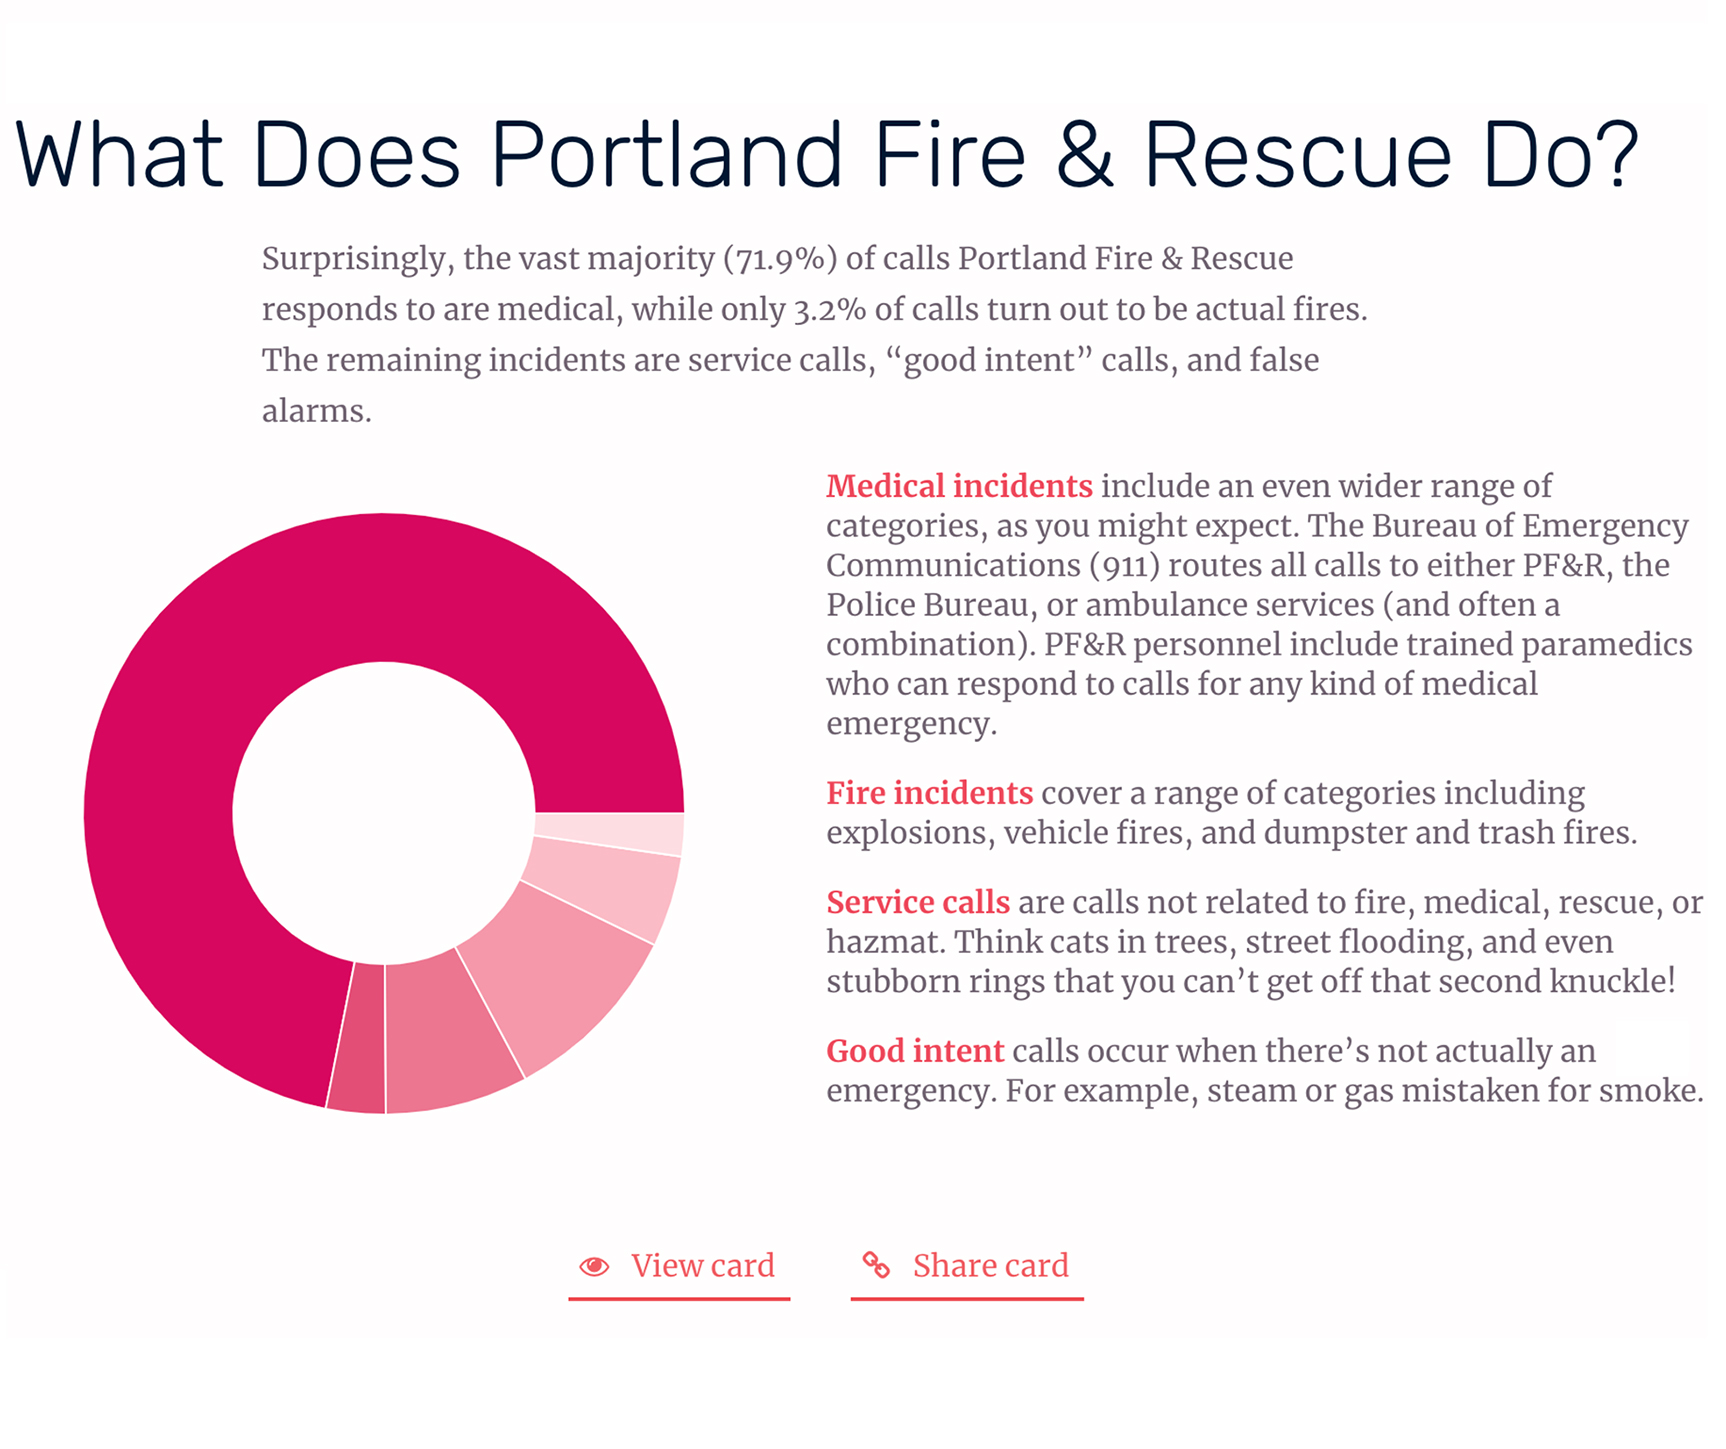 What Does Portland Fire & Rescue Do?
Surprisingly, the vast majority (71.9%) of calls Portland Fire & Rescue
responds to are medical, while only 3.2% of calls turn out to be actual fires.
The remaining incidents are service calls, “good intent” calls, and false
alarms.
Medical incidents include an even wider range of
categories, as you might expect. The Bureau of Emergency
Communications (911) routes all calls to either PF&R, the
Police Bureau, or ambulance services (and often a
combination). PF&R personnel include trained paramedics
who can respond to calls for any kind of medical
emergency.
Fire incidents cover a range of categories including
explosions, vehicle fires, and dumpster and trash fires.
Service calls are calls not related to fire, medical, rescue, or
hazmat. Think cats in trees, street flooding, and even
stubborn rings that you can’t get off that second knuckle!
Good intent calls occur when there’s not actually an
emergency. For example, steam or gas mistaken for smoke.
View card
Share card